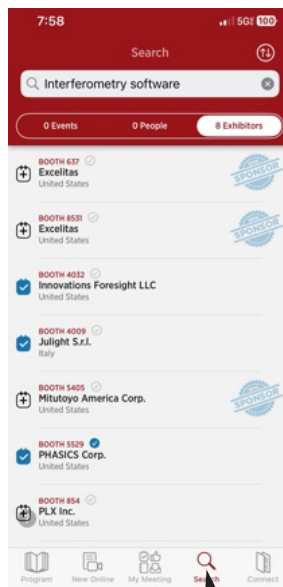 7:58
5G 100
Search
Interferometry software
0 Events 0 People 8 Exhibitors
BOOTH 637
Excelitas
United States
SPONSOR
BOOTH 8531
Excelitas
United States
SPONSOR
BOOTH 4032
Innovations Foresight LLC
United States
BOOTH 4009
Julight S.r.l.
Italy
BOOTH 5405
Mitutoyo America Corp.
United States
SPONSOR
BOOTH 5529
PHASICS Corp.
United States
BOOTH 854
PLX Inc.
United States
Program New Online My Meeting Search Connect